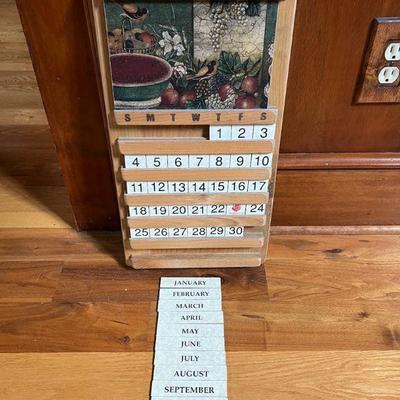 S M T W T F S
1 2 3
4 5 6 7 8 9 10
11 12 13 14 15 16 17
18 19 20 21 22 24
25 26 27 28 29 30
JANUARY
FEBRUARY
MARCH
APRIL
MAY
JUNE
JULY
AUGUST
SEPTEMBER